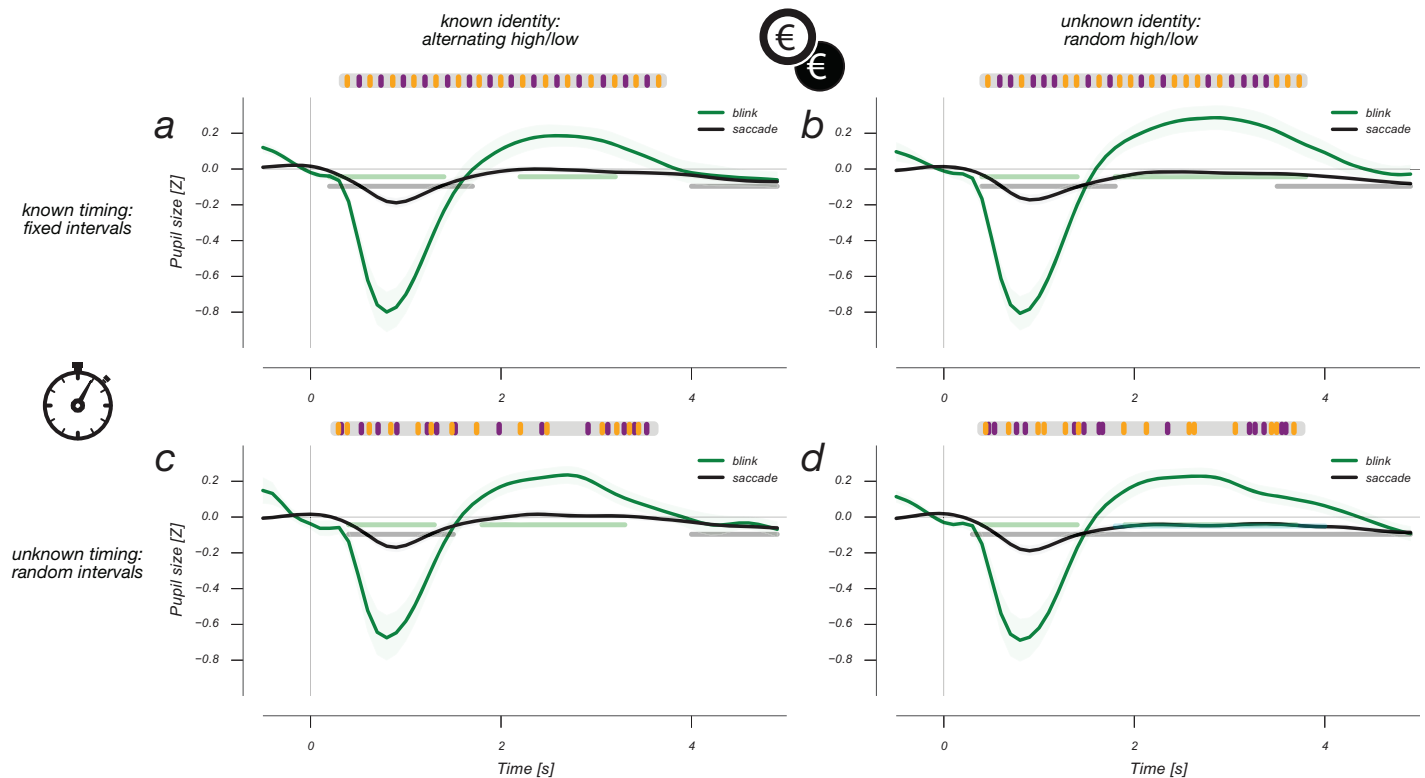 known identity:
alternating high/low
€
€
unknown identity:
random high/low
known timing:
fixed intervals
a
blink
saccade
0.2
0.0
−0.2
−0.4
−0.6
−0.8
Pupil size [Z]
0
2
4
b
blink
saccade
0.2
0.0
−0.2
−0.4
−0.6
−0.8
0
2
4
unknown timing:
random intervals
c
blink
saccade
0.2
0.0
−0.2
−0.4
−0.6
−0.8
Pupil size [Z]
0
2
4
Time [s]
d
blink
saccade
0.2
0.0
−0.2
−0.4
−0.6
−0.8
0
2
4
Time [s]